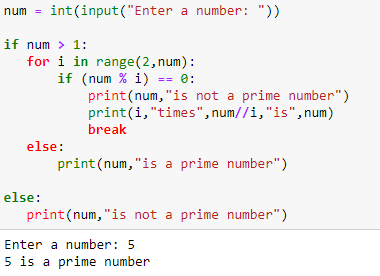 num = int(input("Enter a number: "))
if num > 1:
for i in range(2,num):
if (num % i) == 0:
print(num,"is not a prime number")
print(i,"times",num//i,"is",num)
break
else:
print(num,"is a prime number")
else:
print(num,"is not a prime number")
Enter a number: 5
5 is a prime number